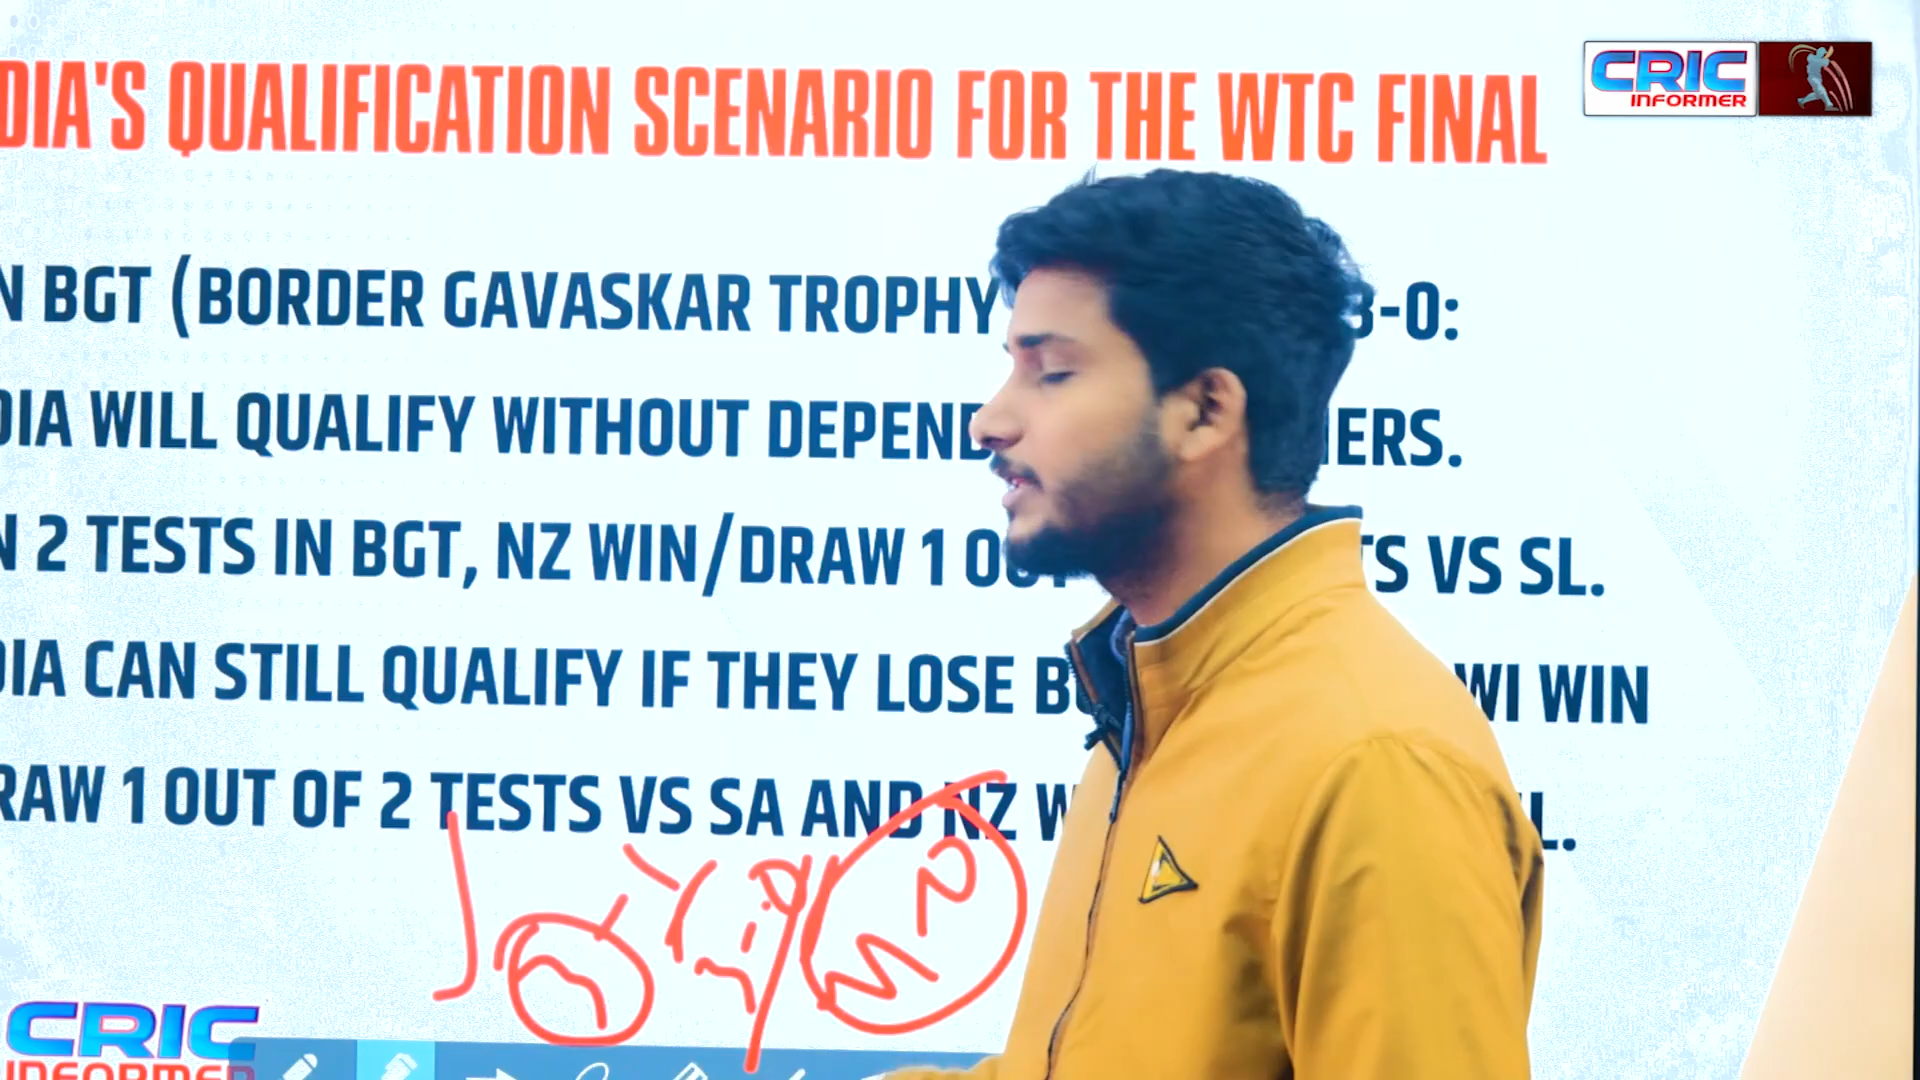 DIA'S QUALIFICATION SCENARIO FOR THE WTC FINAL
CRIC
INFORMER
N BGT (BORDER GAVASKAR TROPHY 3-0:
DIA WILL QUALIFY WITHOUT DEPEND HERS.
N 2 TESTS IN BGT, NZ WIN/DRAW 1 OU TS VS SL.
DIA CAN STILL QUALIFY IF THEY LOSE B WI WIN
RAW 1 OUT OF 2 TESTS VS SA AND NZ W L.
CRIC
INFORMER